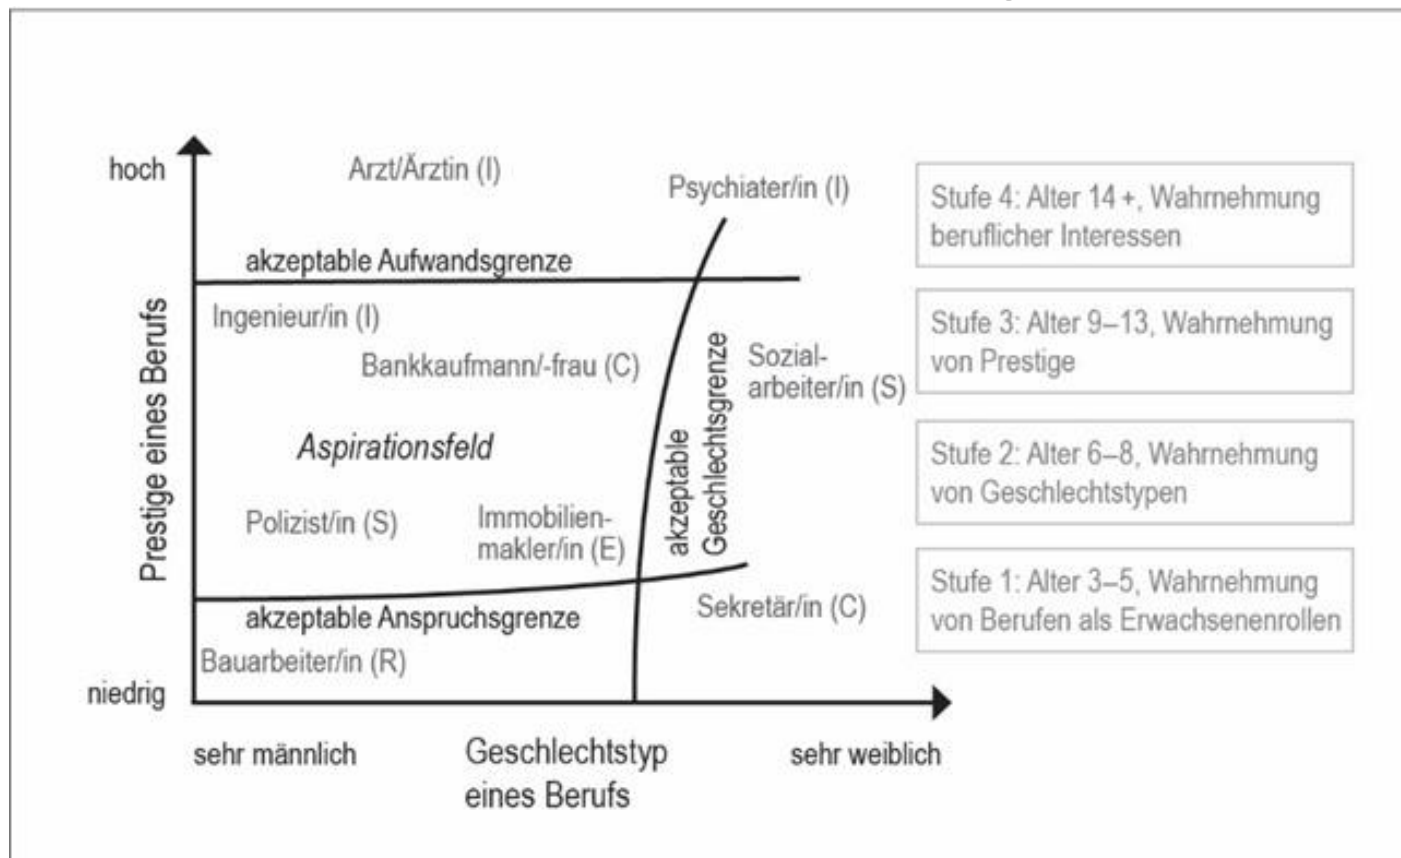 hoch
Arzt/Ärztin (I)
Psychiater/in (I)
akzeptable Aufwandsgrenze
Ingenieur/in (I)
Bankkaufmann/-frau (C)
Sozial-
arbeiter/in (S)
Aspirationsfeld
akzeptable
Geschlechtsgrenze
Polizist/in (S)
Immobilien-
makler/in (E)
akzeptable Anspruchsgrenze
Sekretär/in (C)
Bauarbeiter/in (R)
niedrig
Prestige eines Berufs
sehr männlich
Geschlechtstyp
eines Berufs
sehr weiblich
Stufe 4: Alter 14 +, Wahrnehmung
beruflicher Interessen
Stufe 3: Alter 9–13, Wahrnehmung
von Prestige
Stufe 2: Alter 6–8, Wahrnehmung
von Geschlechtstypen
Stufe 1: Alter 3–5, Wahrnehmung
von Berufen als Erwachsenenrollen